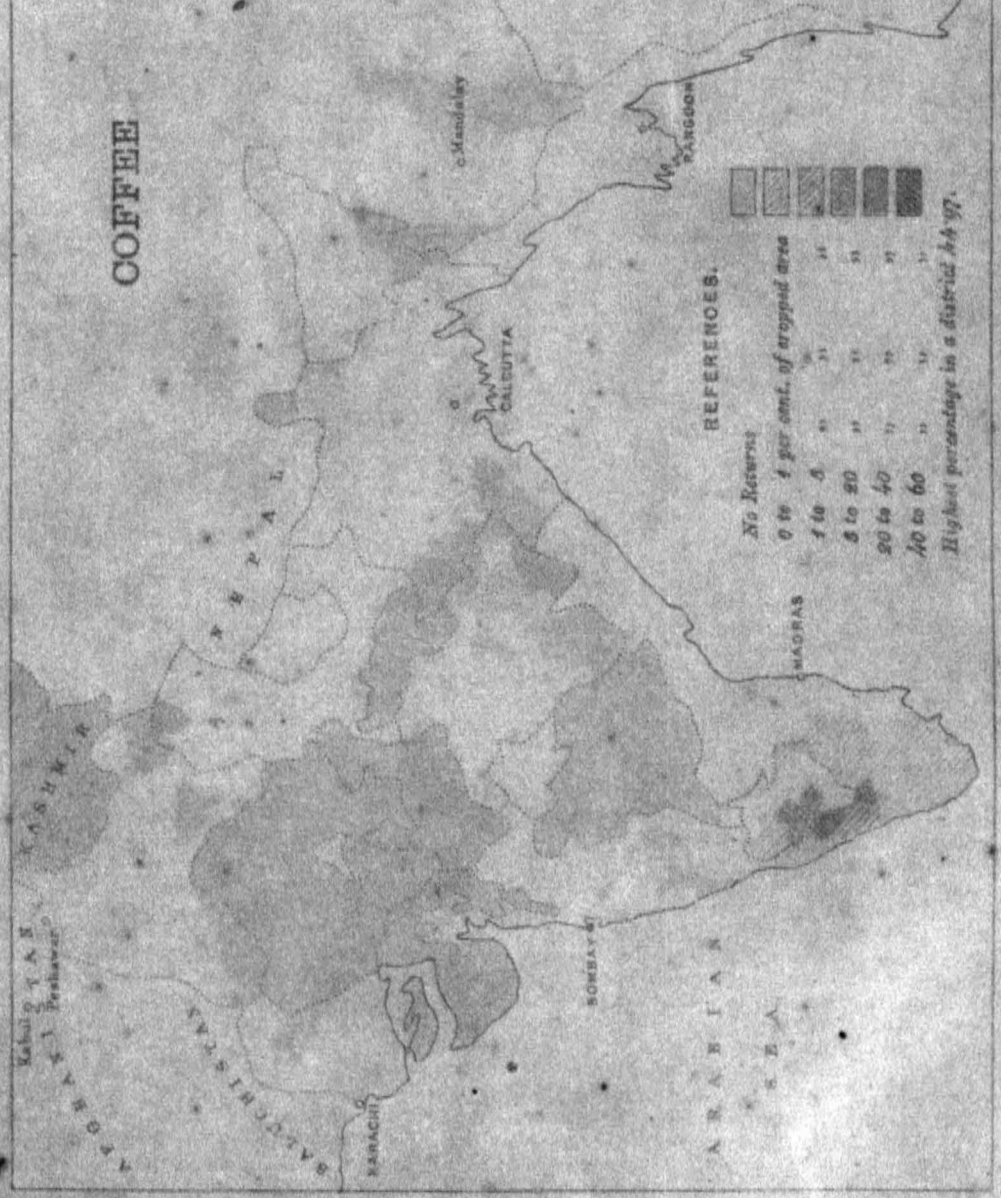 COFFEE
Kabul
Peshawar
KASHMIR
NEPAL
BALUCHISTAN
KARACHI
CALCUTTA
Mandalay
RANGOON
BOMBAY
MADRAS
ARABIAN
SEA
REFERENCES.
No Returns
0 to 1 per cent. of cropped area
1 to 5 " " "
5 to 20 " " "
20 to 40 " " "
40 to 60 " " "
Highest percentage in a district